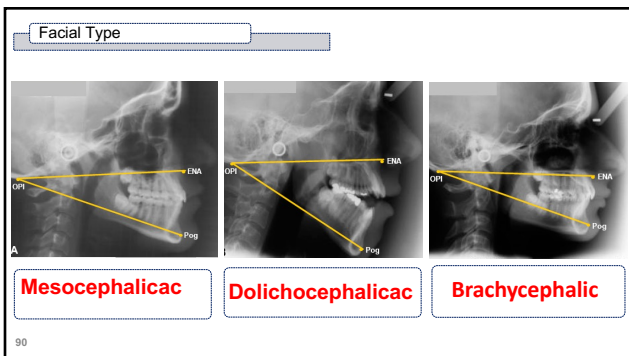 Facial Type
ENA
OPI
Pog
A
ENA
OPI
Pog
ENA
OPI
Pog
Mesocephalicac
Dolichocephalicac
Brachycephalic
90